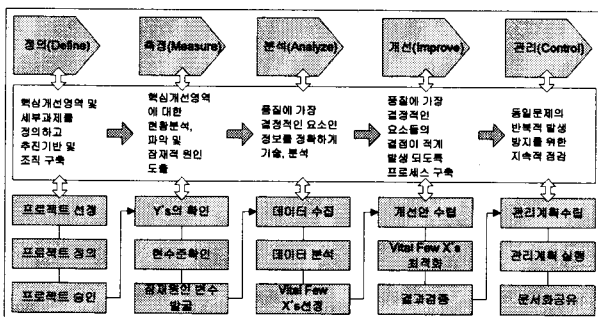 정의(Define)
측정(Measure)
분석(Analyze)
개선(Improve)
관리(Control)
핵심개선영역 및
세부과제를
정의하고
추진기반 및
조직 구축
핵심개선영역
에 대한
현황분석,
파악 및
잠재적 원인
도출
품질에 가장
결정적인 요소인
정보를 정확하게
기술, 분석
품질에 가장
결정적인
요소들의
결점이 적게
발생 되도록
프로세스 구축
동일문제의
반복적 발생
방지를 위한
지속적 점검
프로젝트 선정
프로젝트 정의
프로젝트 승인
Y's의 확인
현수준확인
잠재원인 변수
발굴
데이터 수집
데이터 분석
Vital Few
X's선정
개선안 수립
Vital Few X's
최적화
결과검증
관리계획수립
관리계획 실행
문서화공유